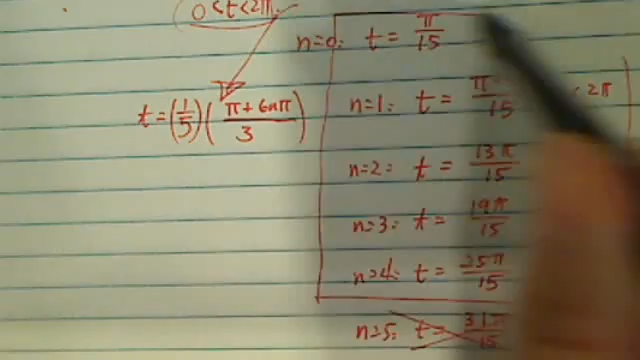 0 < t < 2π.
t = (1/5) ( (π + 6nπ)/3 )
n=0: t = π/15
n=1: t = /15 < 2π
n=2: t = 13π/15
n=3: t = 19π/15
n=4: t = 25π/15
n=5: t = 31π/15